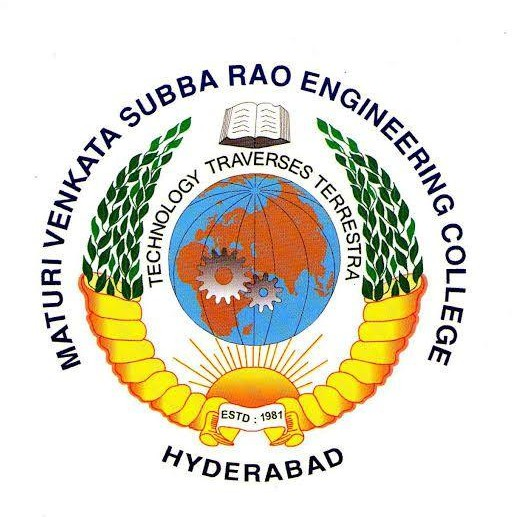 MATURI VENKATA SUBBA RAO ENGINEERING COLLEGE
TECHNOLOGY TRAVERSES TERRESTRA
ESTD : 1981
HYDERABAD